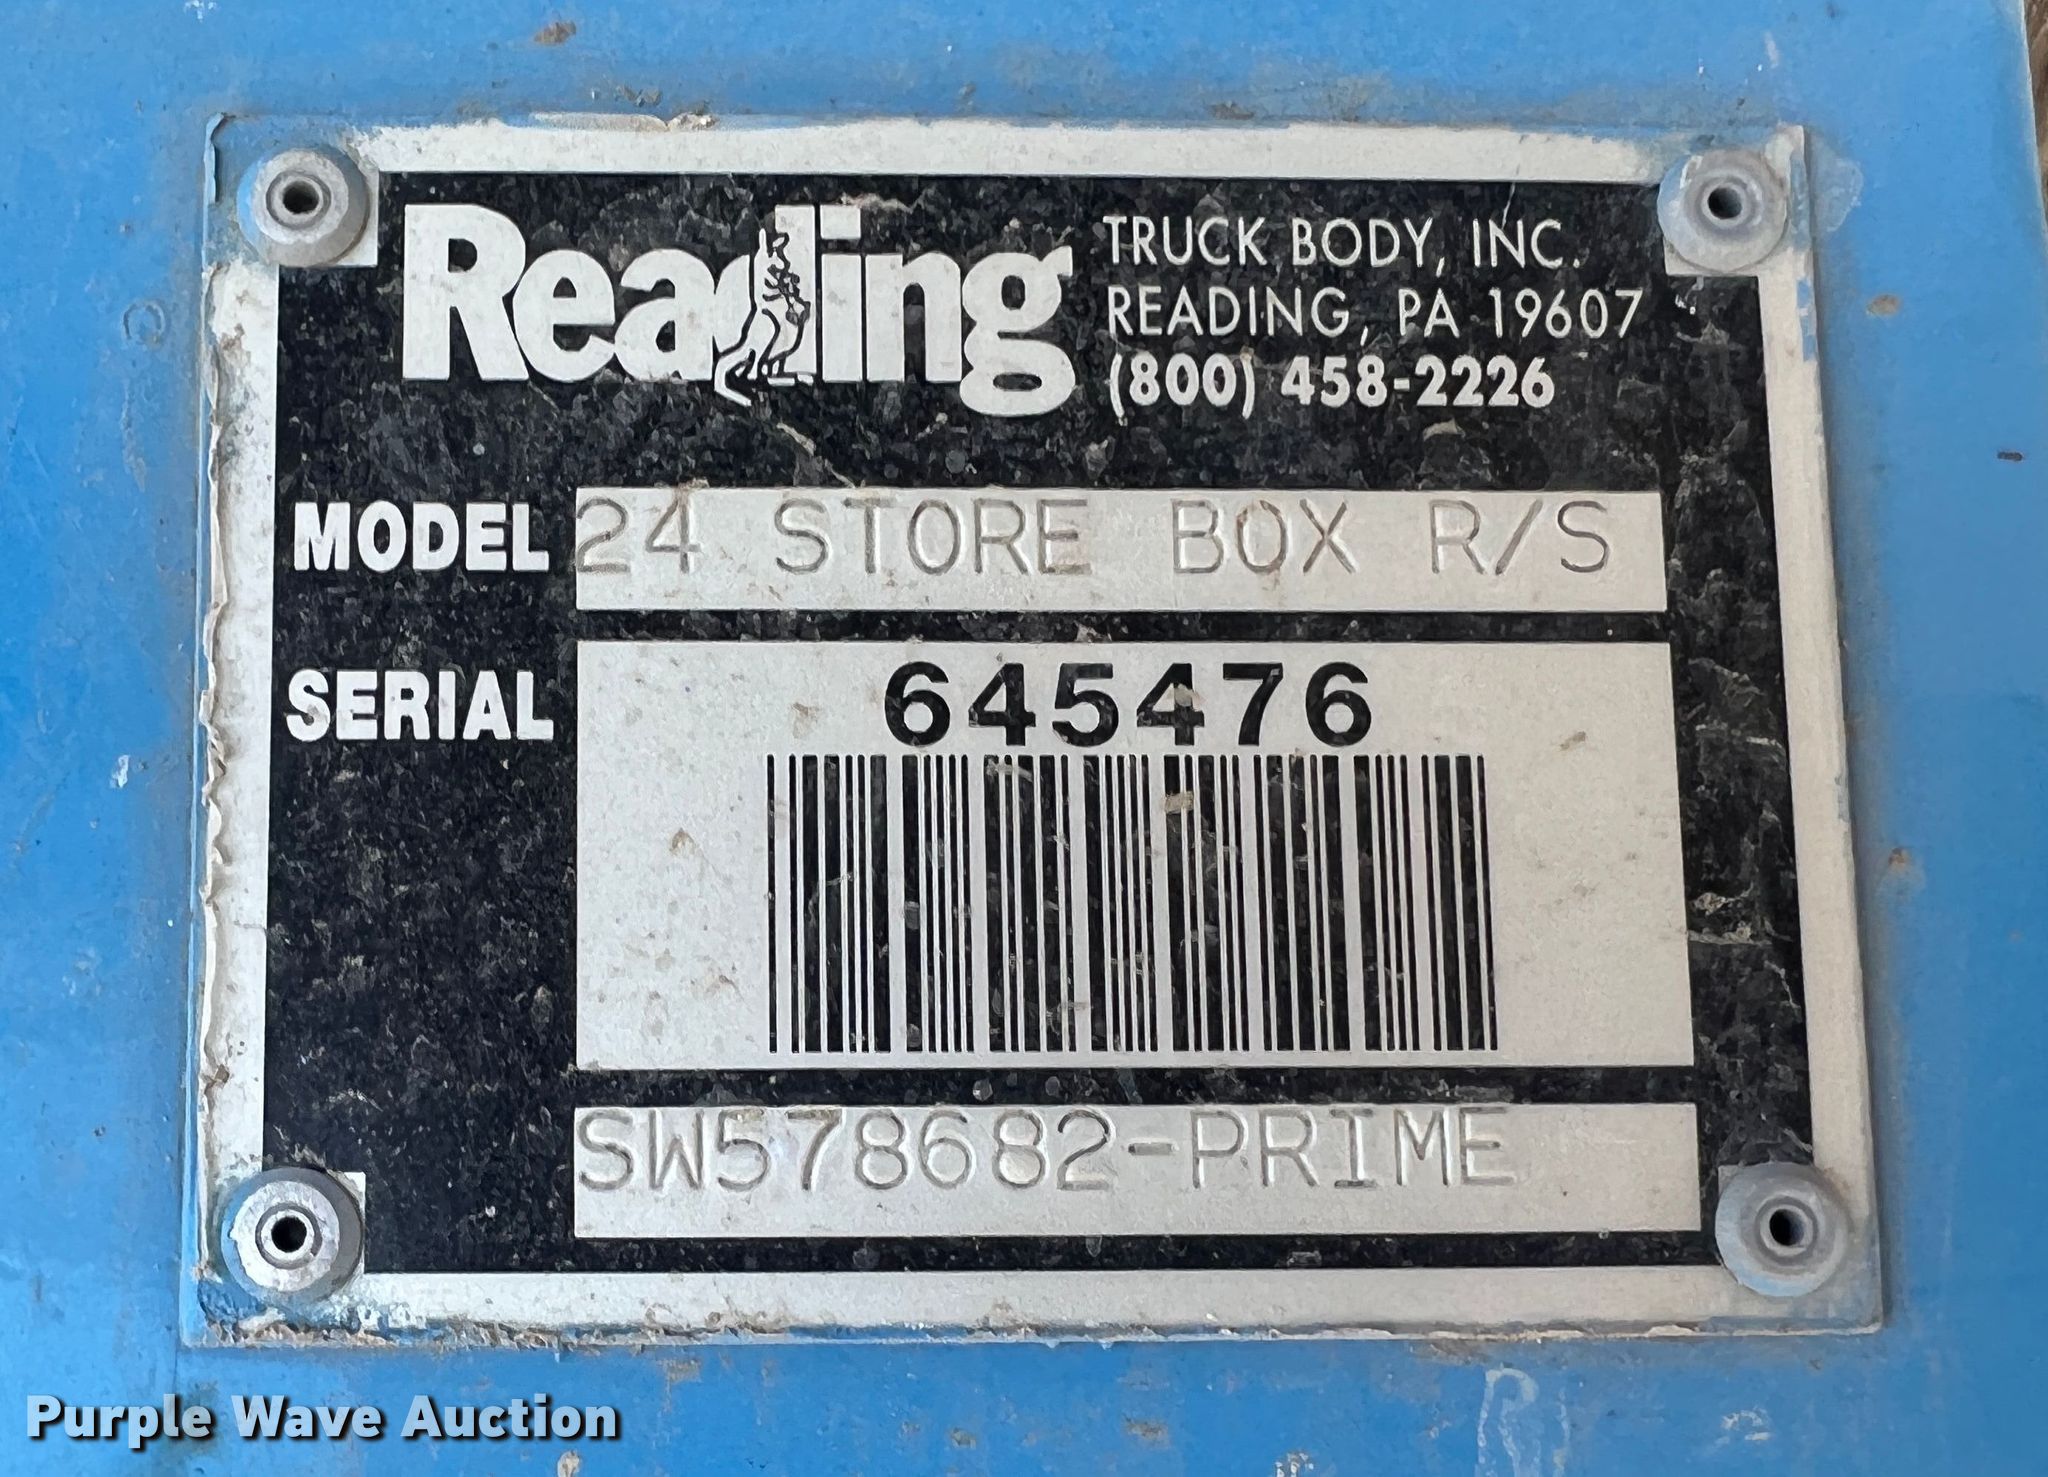 Reading
TRUCK BODY, INC.
READING, PA 19607
(800) 458-2226
MODEL 24 STORE BOX R/S
SERIAL 645476
SW578682-PRIME
Purple Wave Auction